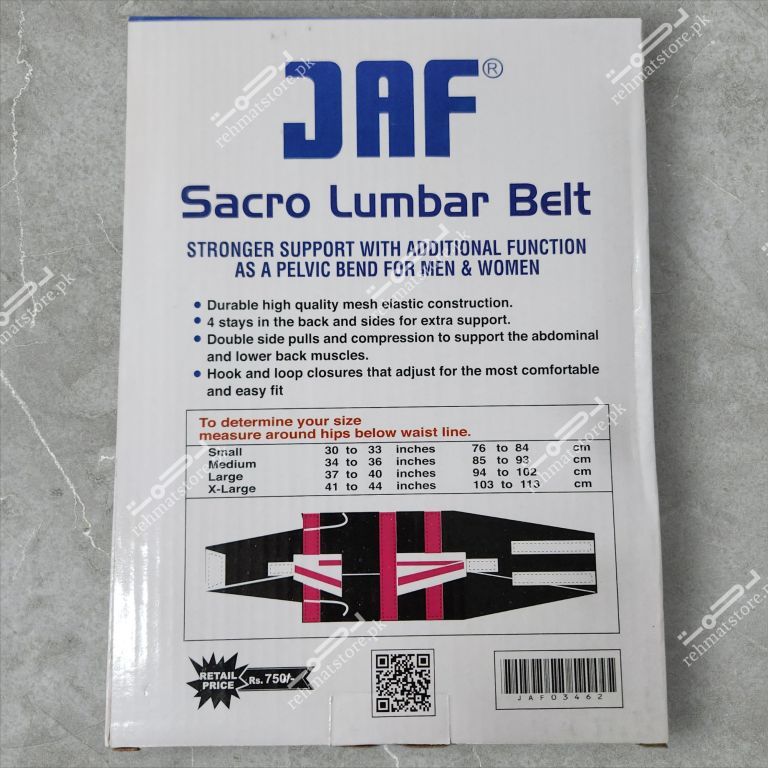 JAF®
Sacro Lumbar Belt
STRONGER SUPPORT WITH ADDITIONAL FUNCTION
AS A PELVIC BEND FOR MEN & WOMEN
• Durable high quality mesh elastic construction.
• 4 stays in the back and sides for extra support.
• Double side pulls and compression to support the abdominal
and lower back muscles.
• Hook and loop closures that adjust for the most comfortable
and easy fit
To determine your size
measure around hips below waist line.
Small 30 to 33 inches 76 to 84 cm
Medium 34 to 36 inches 85 to 93 cm
Large 37 to 40 inches 94 to 102 cm
X-Large 41 to 44 inches 103 to 113 cm
RETAIL
PRICE
Rs. 750/-
JAF03462
rehmatstore.pk